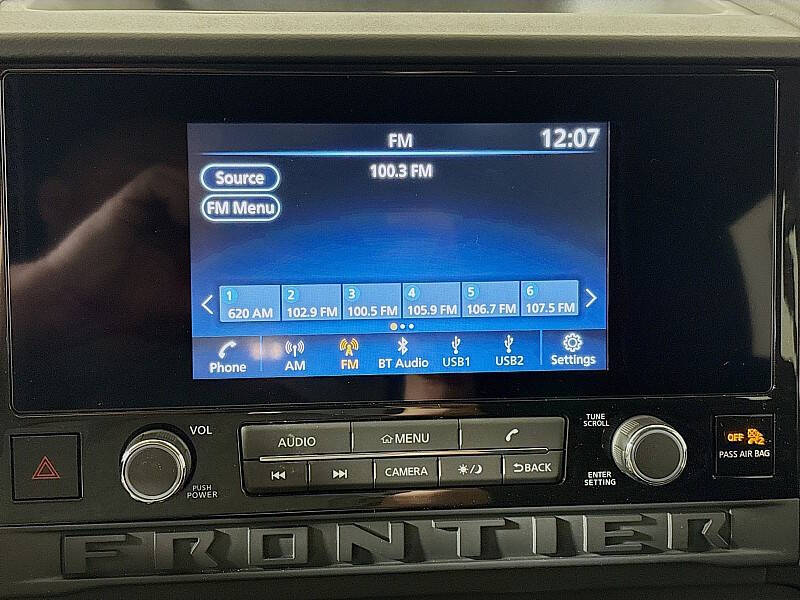 FM
12:07
100.3 FM
Source
FM Menu
1 2 3 4 5 6
620 AM 102.9 FM 100.5 FM 105.9 FM 106.7 FM 107.5 FM
Phone AM FM BT Audio USB1 USB2 Settings
VOL
PUSH
POWER
AUDIO MENU
CAMERA BACK
TUNE
SCROLL
ENTER
SETTING
OFF
PASS AIR BAG
FRONTIER